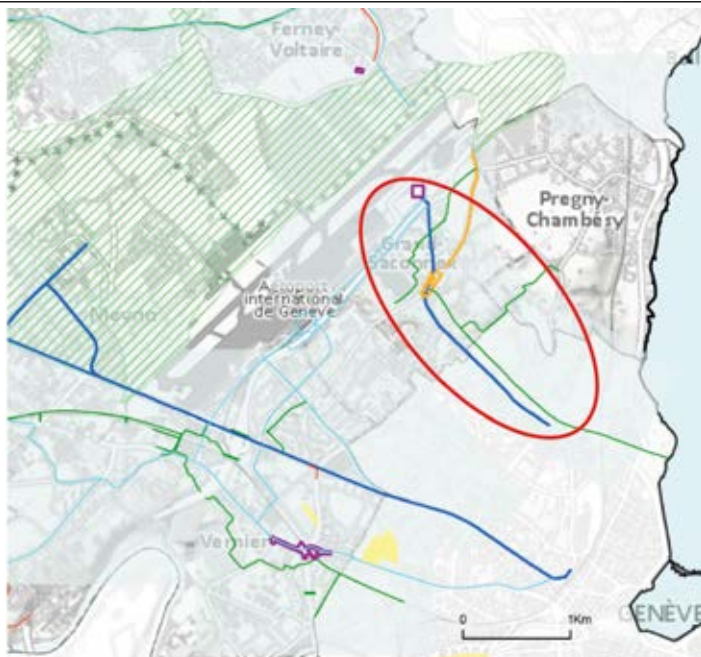 Ferney-
Voltaire
Pregny-
Chambésy
Grand-
Saconnex
Aéroport
international
de Genève
Meyrin
Vernier
0 1Km
GENÈVE